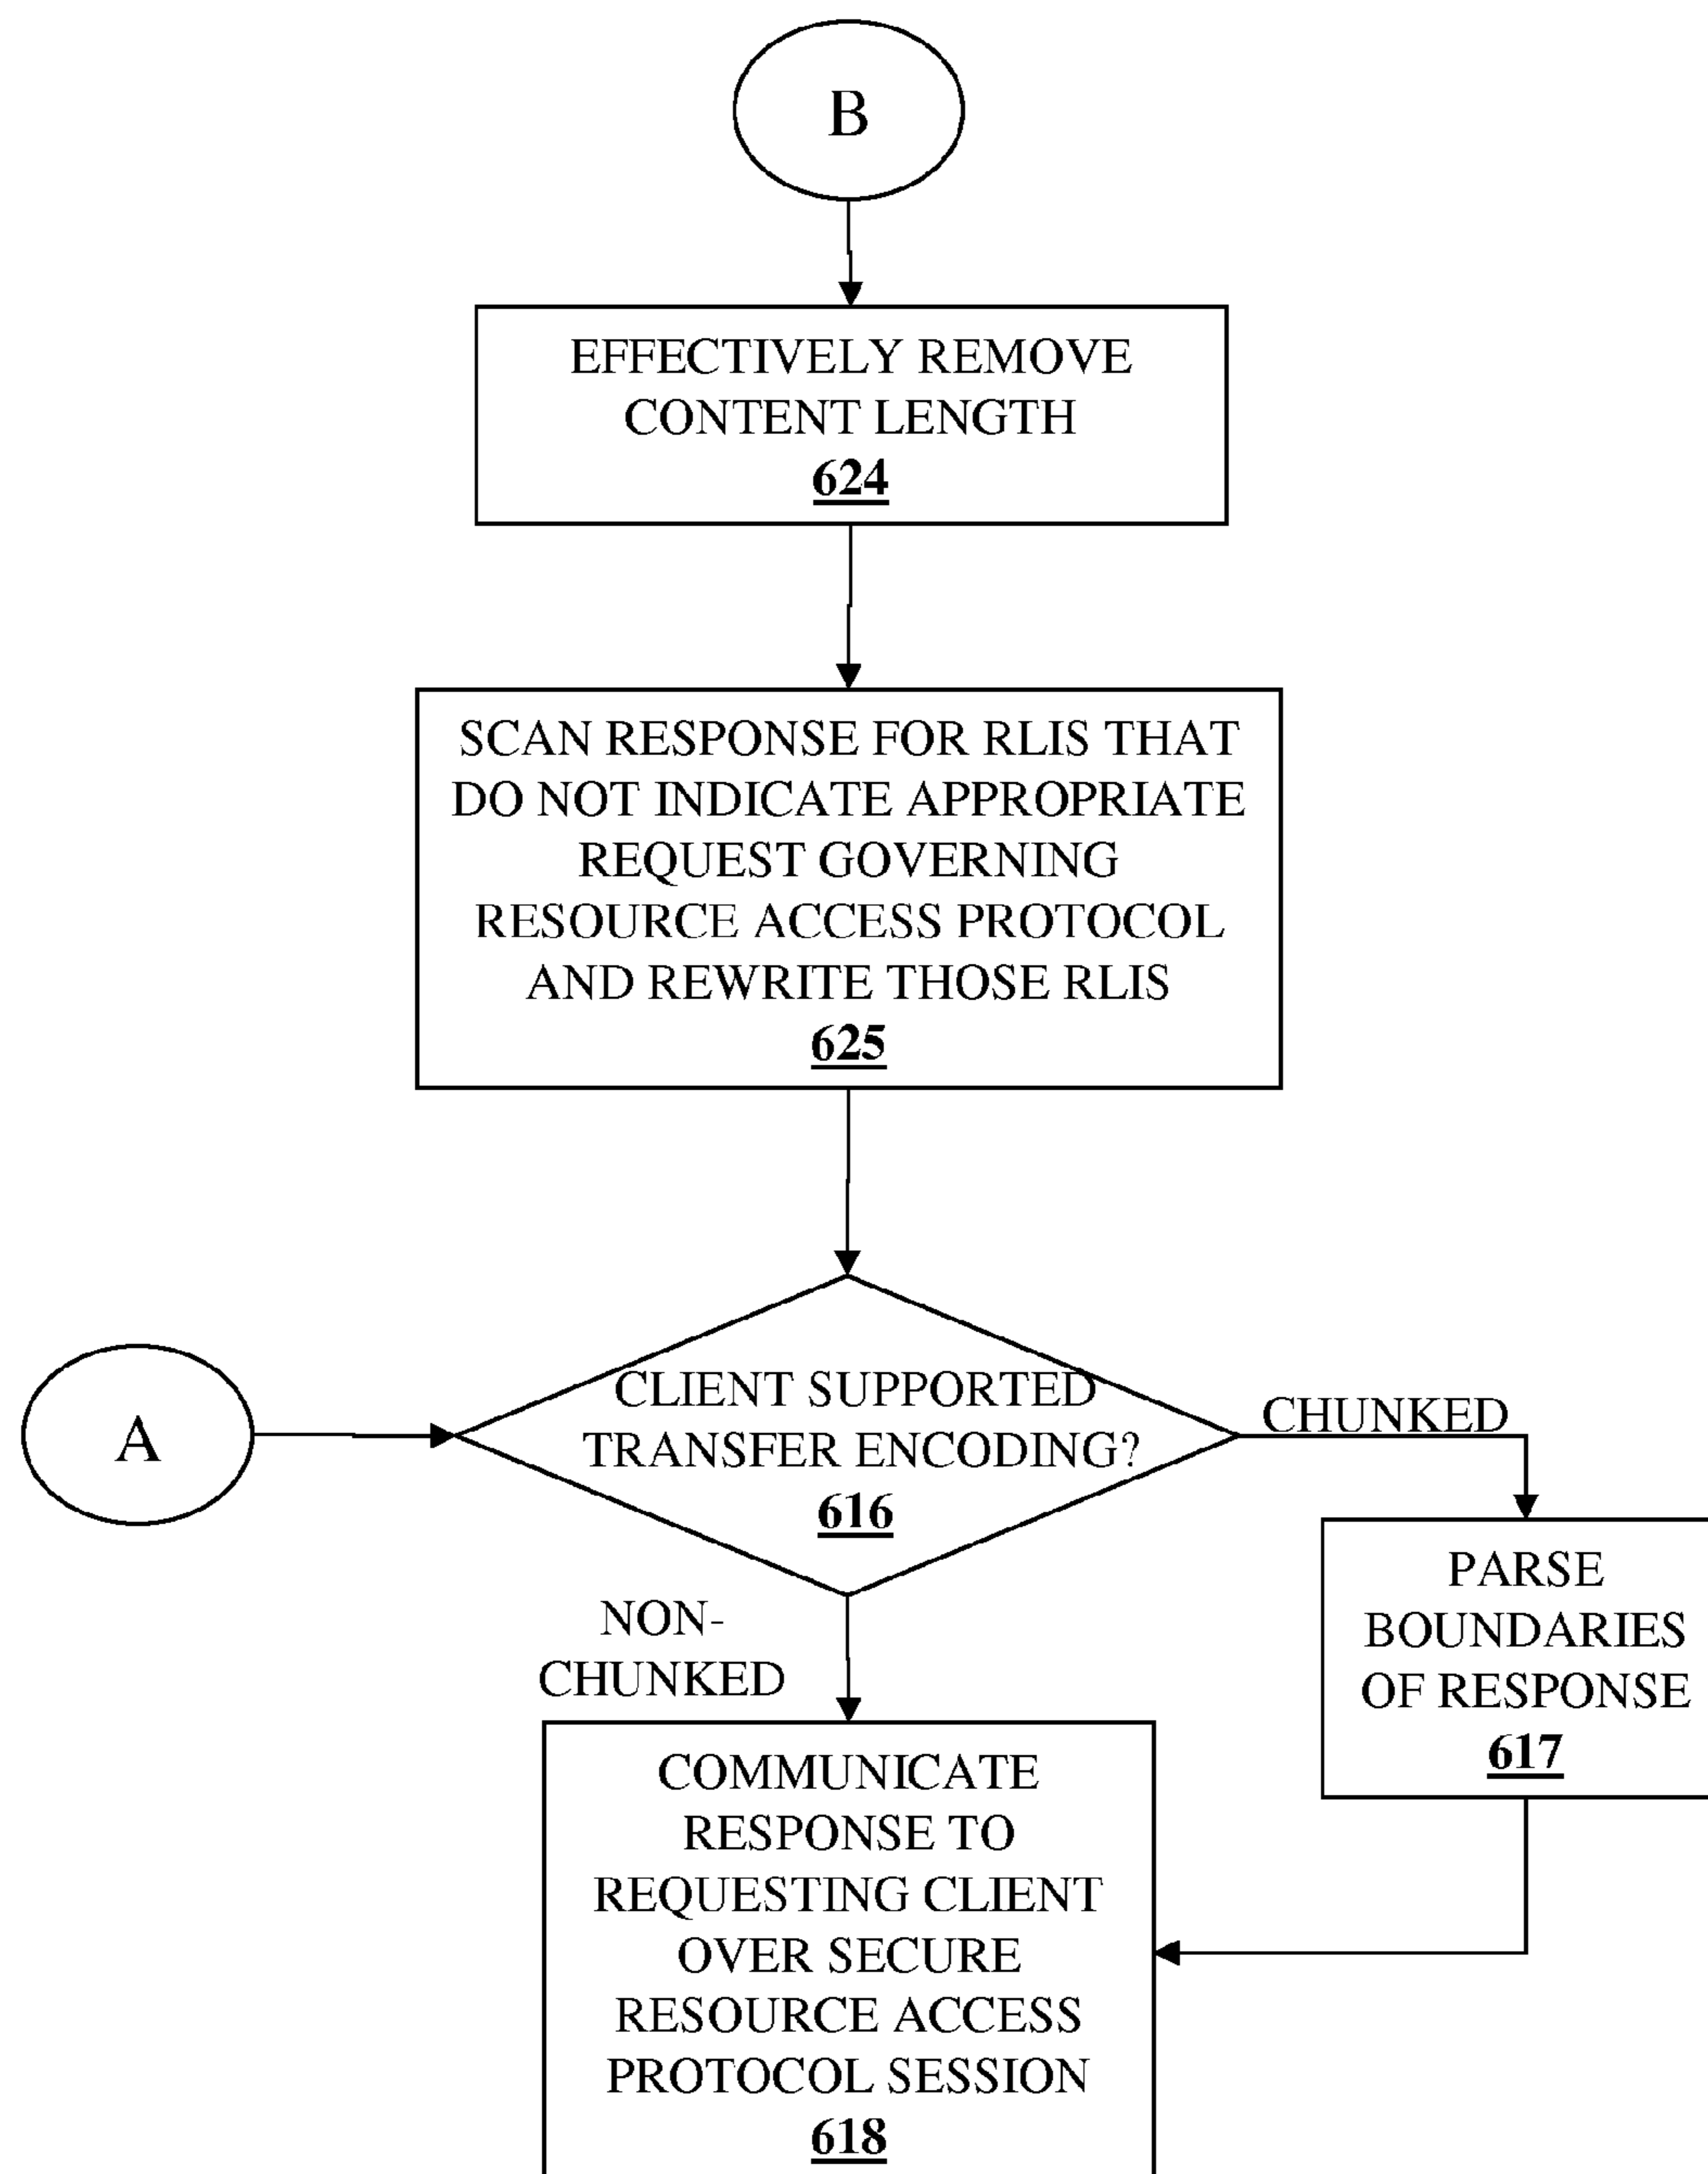 B
EFFECTIVELY REMOVE
CONTENT LENGTH
624
SCAN RESPONSE FOR RLIS THAT
DO NOT INDICATE APPROPRIATE
REQUEST GOVERNING
RESOURCE ACCESS PROTOCOL
AND REWRITE THOSE RLIS
625
A
CLIENT SUPPORTED
TRANSFER ENCODING?
616
CHUNKED
NON-
CHUNKED
PARSE
BOUNDARIES
OF RESPONSE
617
COMMUNICATE
RESPONSE TO
REQUESTING CLIENT
OVER SECURE
RESOURCE ACCESS
PROTOCOL SESSION
618